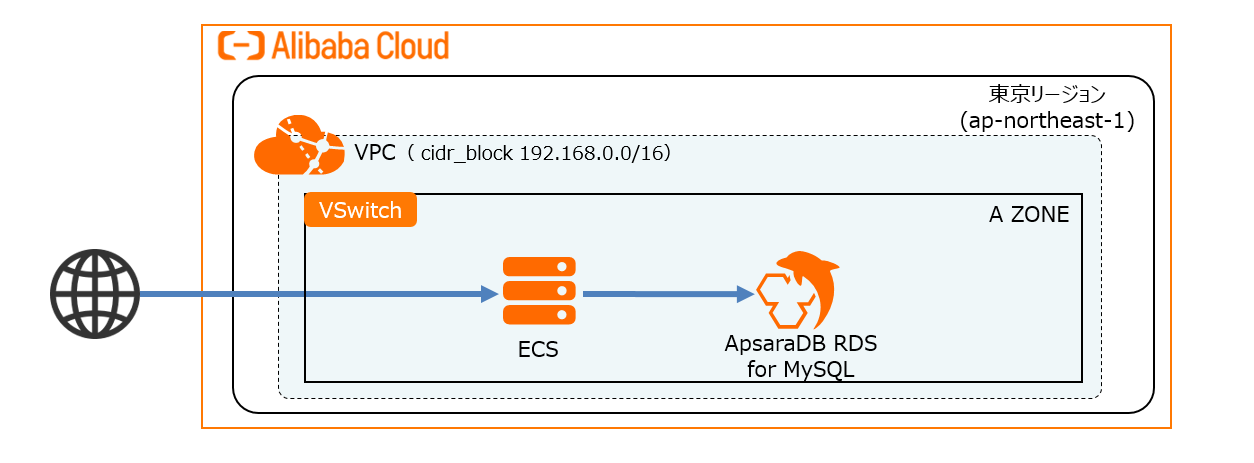 Alibaba Cloud
東京リージョン
(ap-northeast-1)
VPC（ cidr_block 192.168.0.0/16）
VSwitch
A ZONE
ECS
ApsaraDB RDS
for MySQL